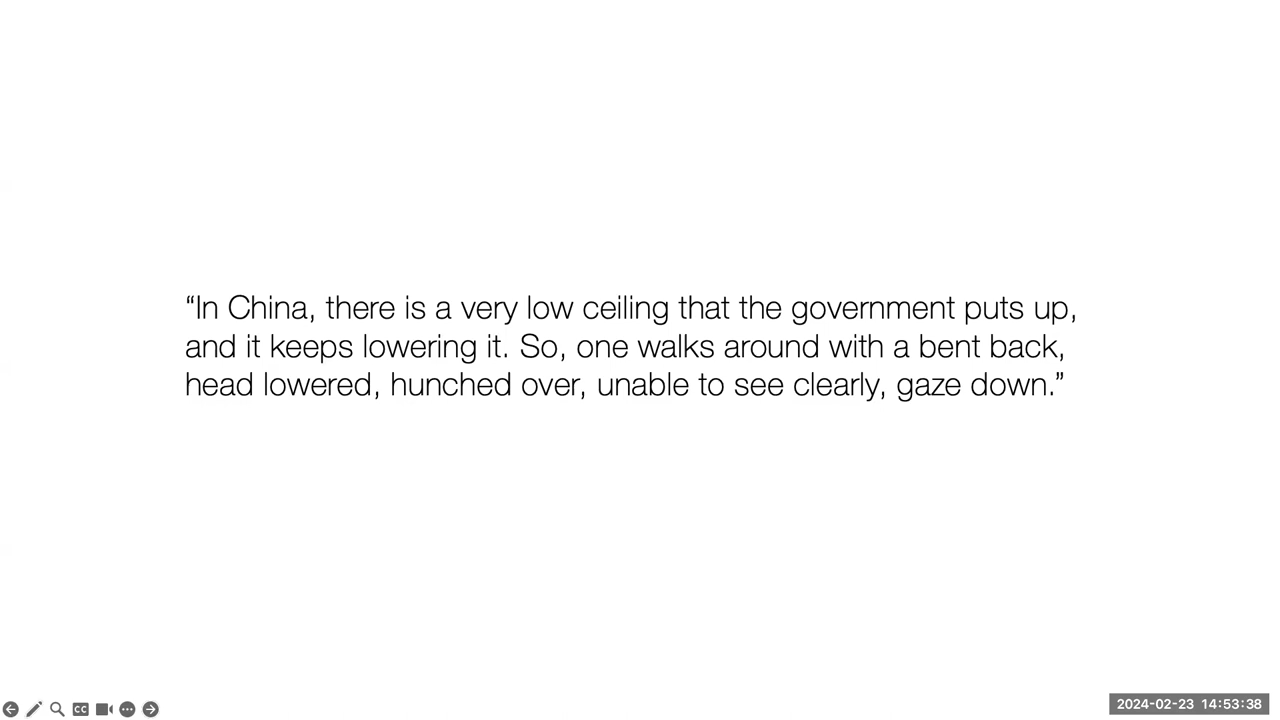 “In China, there is a very low ceiling that the government puts up,
and it keeps lowering it. So, one walks around with a bent back,
head lowered, hunched over, unable to see clearly, gaze down.”
CC
2024-02-23 14:53:38